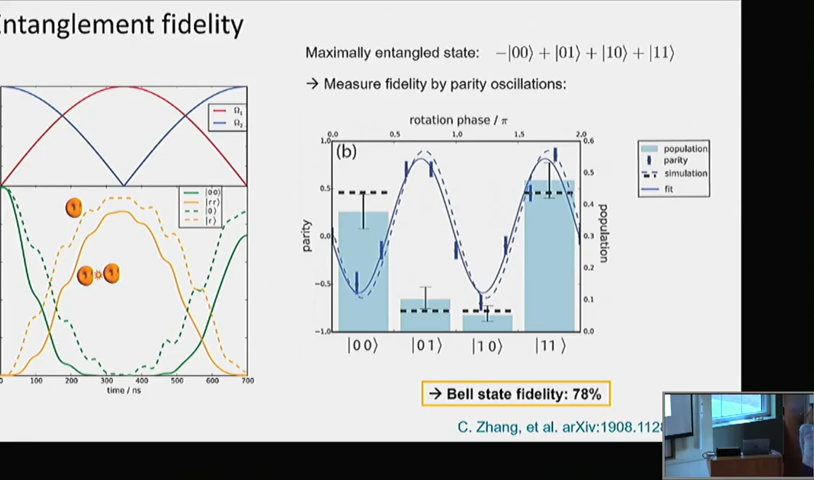 ntanglement fidelity
Maximally entangled state: −|00⟩ + |01⟩ + |10⟩ + |11⟩
→ Measure fidelity by parity oscillations:
Ω₁
Ω₂
|00⟩
|rr⟩
|0⟩
|r⟩
0 100 200 300 400 500 600 700
time / ns
rotation phase / π
0.0 0.5 1.0 1.5 2.0
(b)
parity
1.0
0.5
0.0
−0.5
−1.0
population
0.6
0.5
0.4
0.3
0.2
0.1
0.0
|00⟩ |01⟩ |10⟩ |11⟩
population
parity
simulation
fit
→ Bell state fidelity: 78%
C. Zhang, et al. arXiv:1908.112